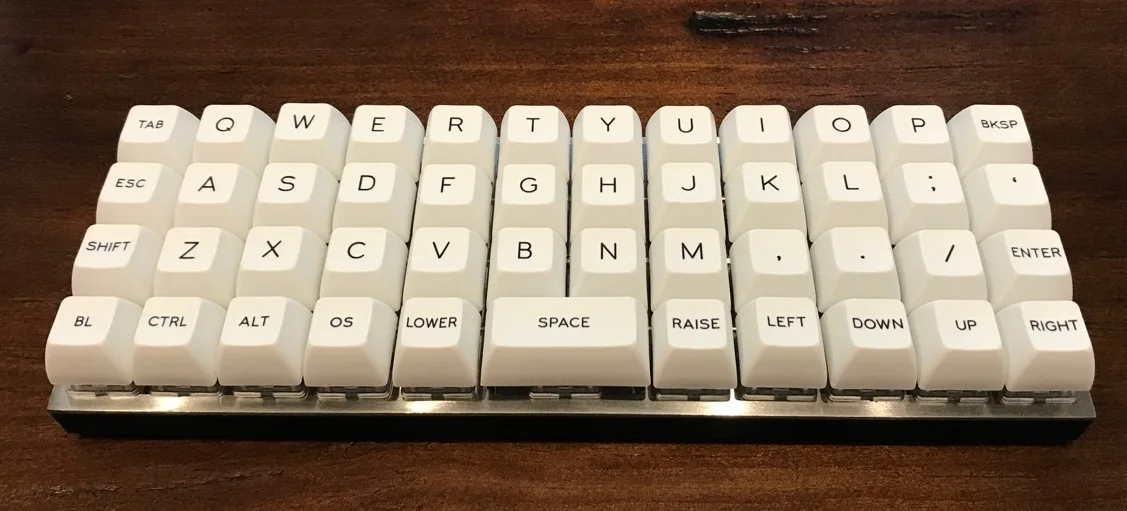 TAB Q W E R T Y U I O P BKSP
ESC A S D F G H J K L ; '
SHIFT Z X C V B N M , . / ENTER
BL CTRL ALT OS LOWER SPACE RAISE LEFT DOWN UP RIGHT